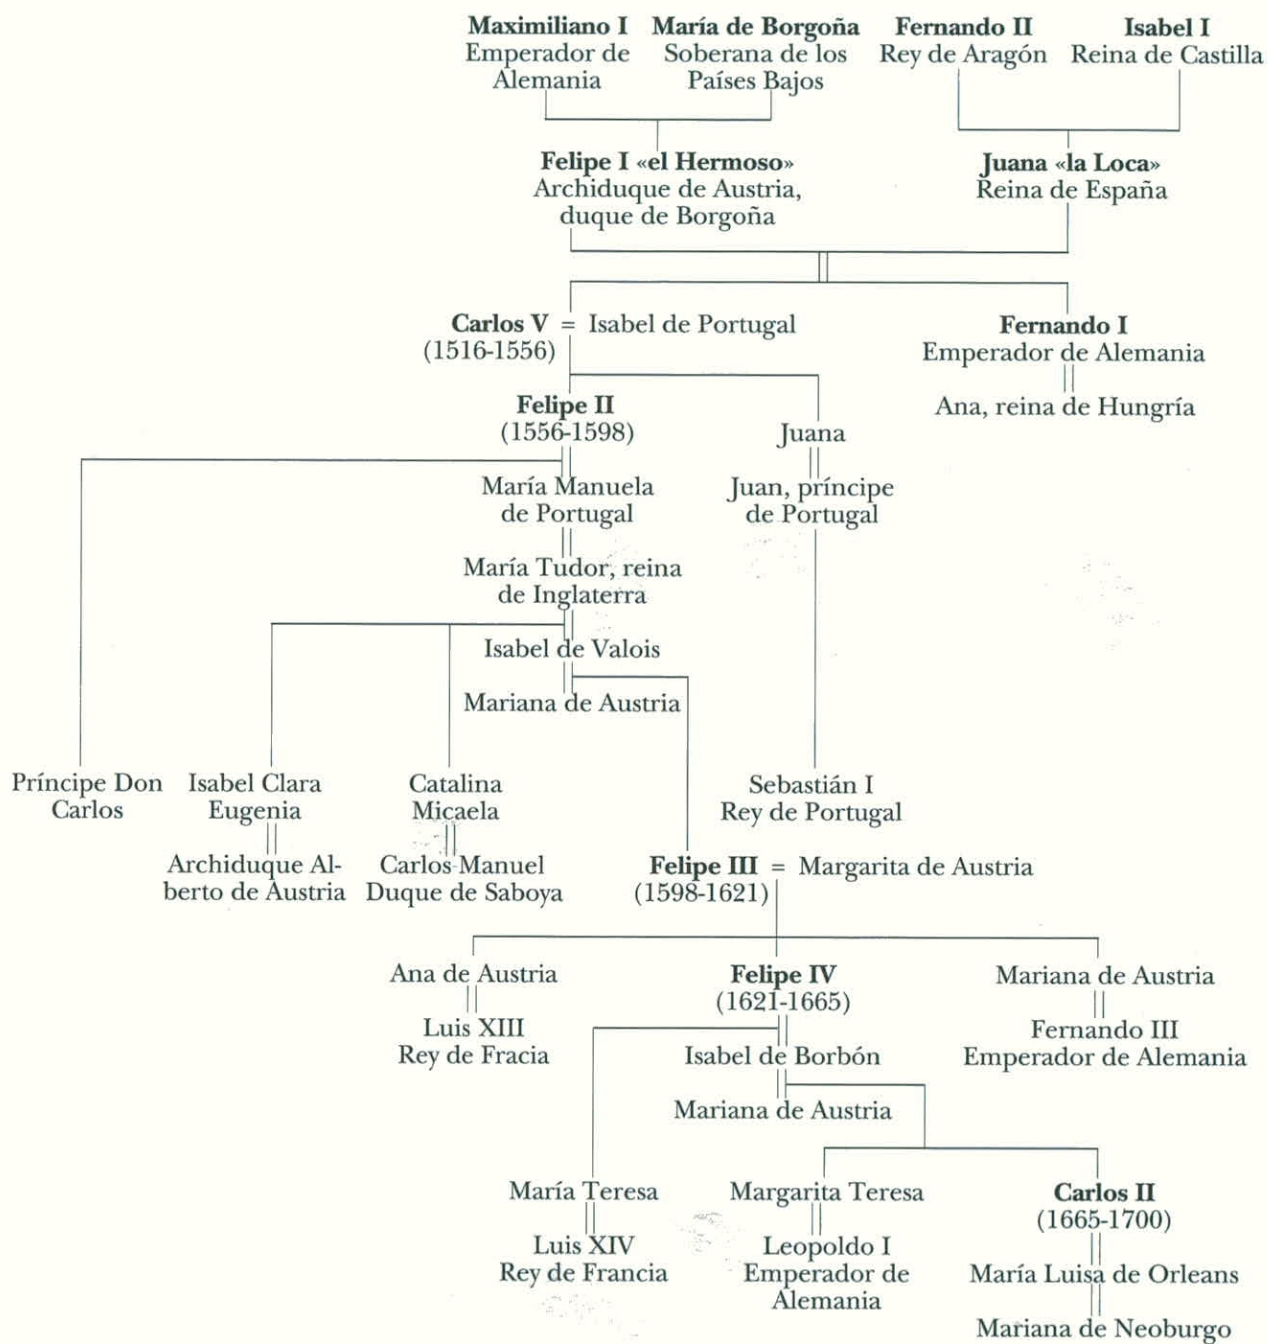 Maximiliano I
Emperador de
Alemania
María de Borgoña
Soberana de los
Países Bajos
Fernando II
Rey de Aragón
Isabel I
Reina de Castilla
Felipe I «el Hermoso»
Archiduque de Austria,
duque de Borgoña
Juana «la Loca»
Reina de España
Carlos V = Isabel de Portugal
(1516-1556)
Fernando I
Emperador de Alemania
Ana, reina de Hungría
Felipe II
(1556-1598)
Juana
María Manuela
de Portugal
Juan, príncipe
de Portugal
María Tudor, reina
de Inglaterra
Isabel de Valois
Mariana de Austria
Príncipe Don
Carlos
Isabel Clara
Eugenia
Catalina
Micaela
Sebastián I
Rey de Portugal
Archiduque Al-
berto de Austria
Carlos Manuel
Duque de Saboya
Felipe III = Margarita de Austria
(1598-1621)
Ana de Austria
Felipe IV
(1621-1665)
Mariana de Austria
Luis XIII
Rey de Fracia
Isabel de Borbón
Fernando III
Emperador de Alemania
Mariana de Austria
María Teresa
Margarita Teresa
Carlos II
(1665-1700)
Luis XIV
Rey de Francia
Leopoldo I
Emperador de
Alemania
María Luisa de Orleans
Mariana de Neoburgo